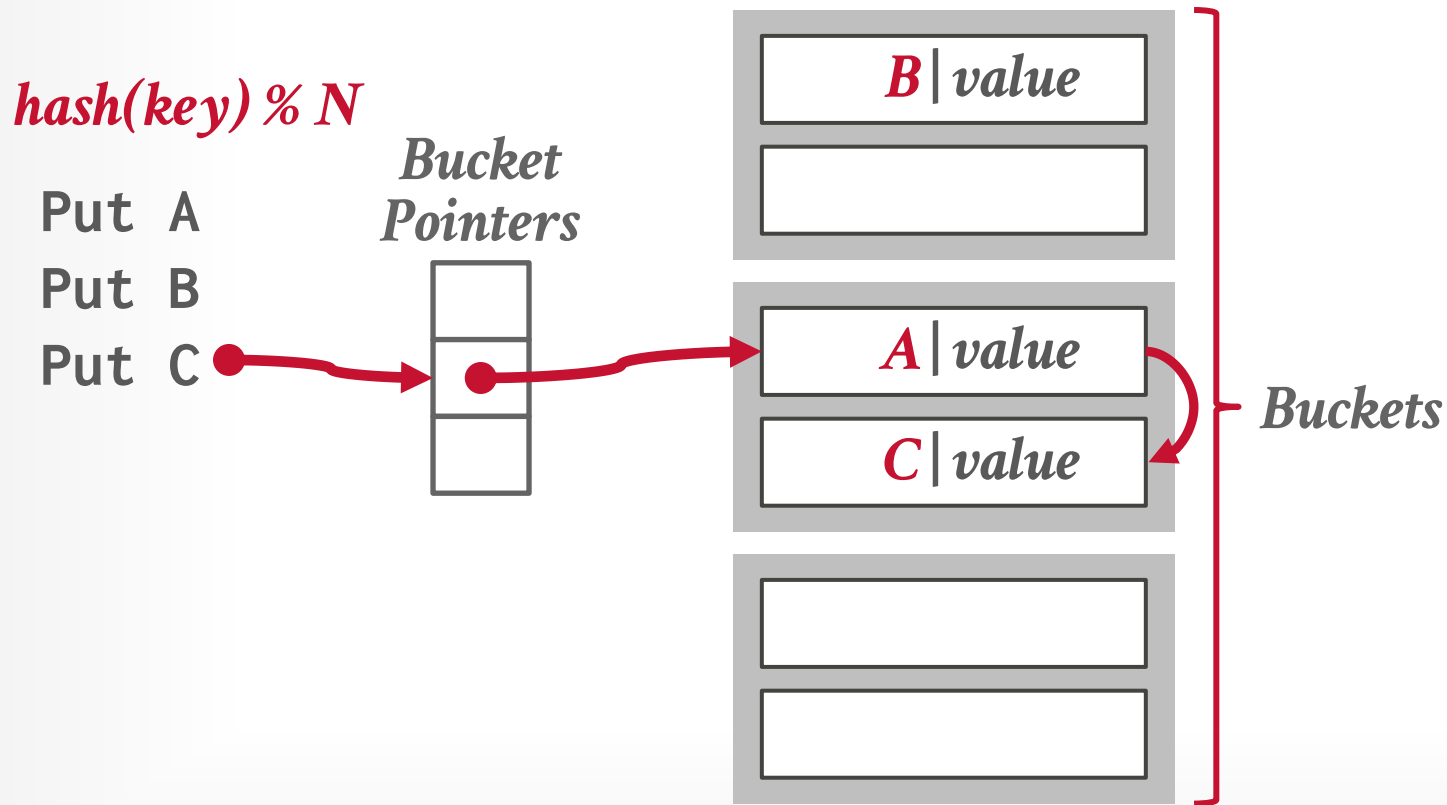 hash(key) % N
Put A
Put B
Put C
Bucket
Pointers
B|value
A|value
C|value
Buckets